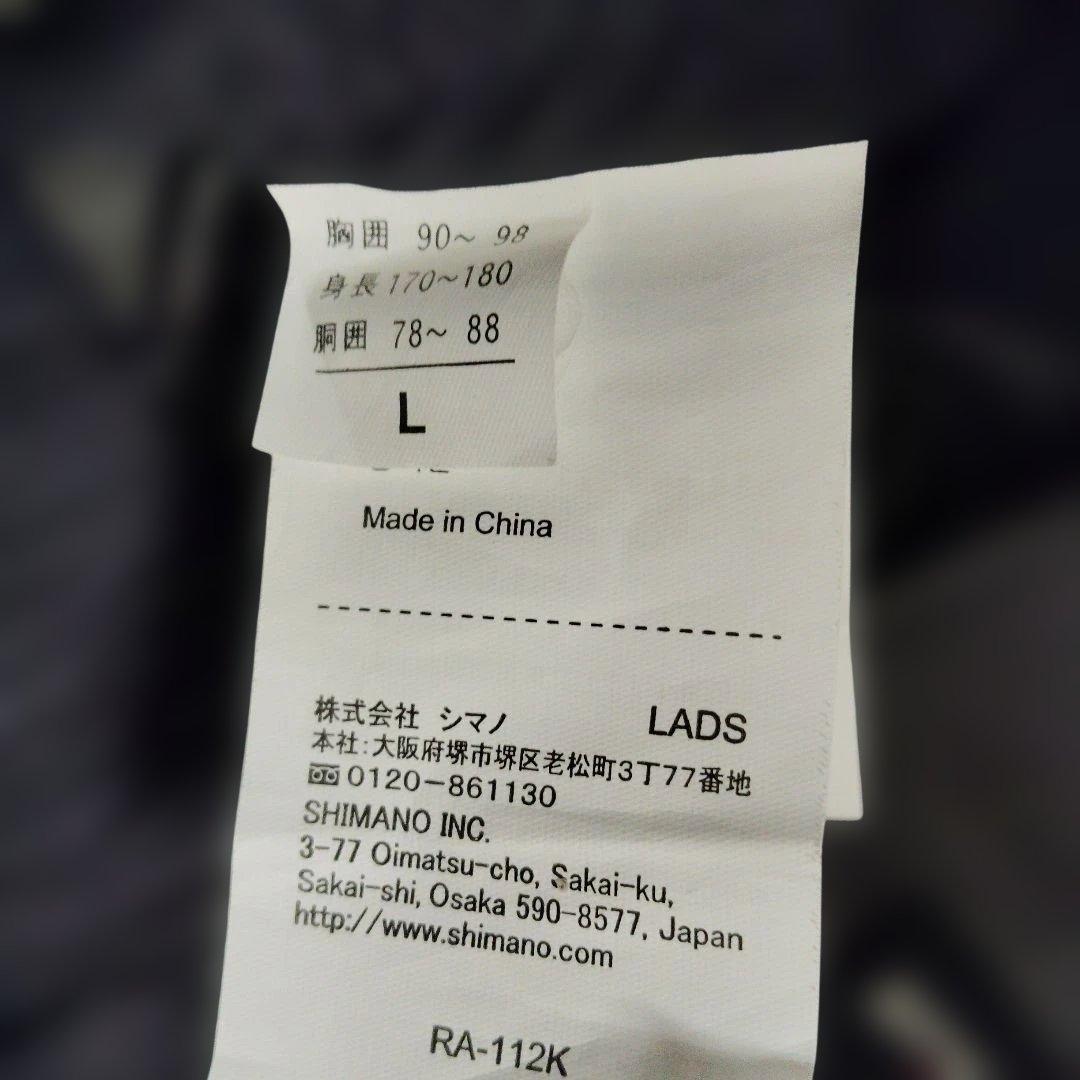 胸囲 90～ 98
身長 170～180
胴囲 78～ 88
L
Made in China
株式会社 シマノ LADS
本社:大阪府堺市堺区老松町3丁77番地
0120-861130
SHIMANO INC.
3-77 Oimatsu-cho, Sakai-ku,
Sakai-shi, Osaka 590-8577, Japan
http://www.shimano.com
RA-112K